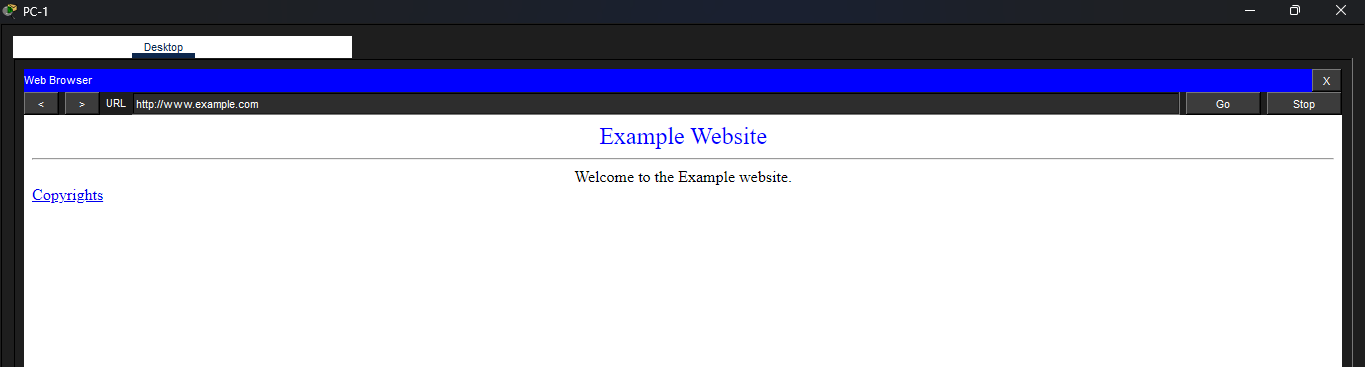 PC-1
Desktop
Web Browser X
< > URL http://www.example.com Go Stop
Example Website
Welcome to the Example website.
Copyrights